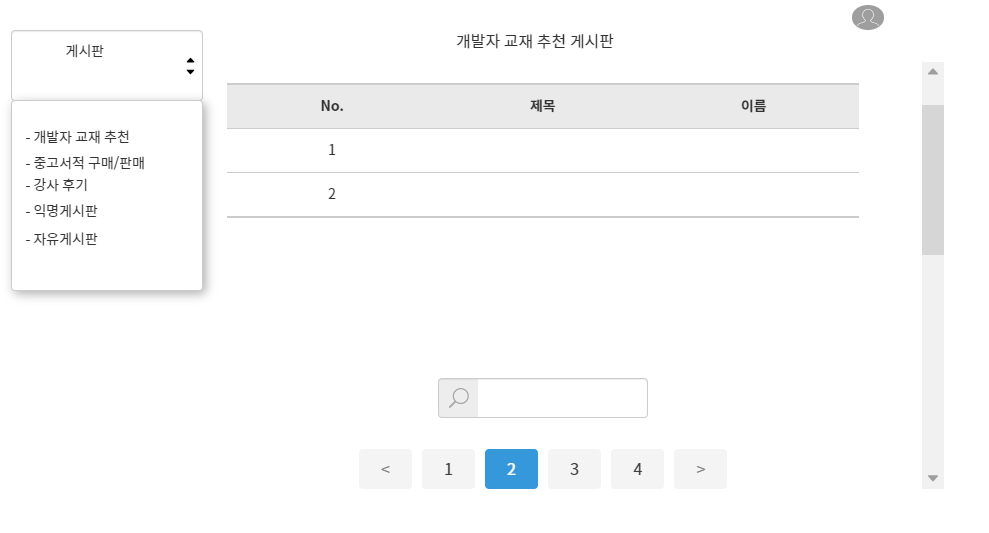 게시판
- 개발자 교재 추천
- 중고서적 구매/판매
- 강사 후기
- 익명게시판
- 자유게시판
개발자 교재 추천 게시판
No. 제목 이름
1
2
< 1 2 3 4 >